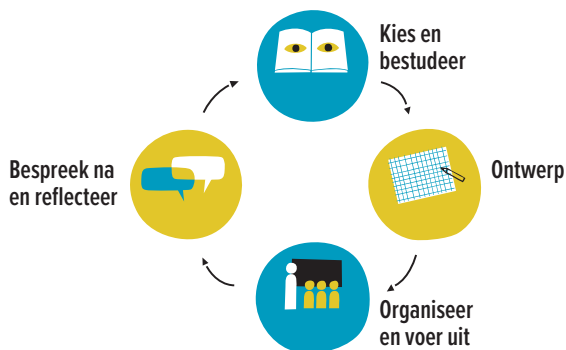 Kies en
bestudeer
Ontwerp
Organiseer
en voer uit
Bespreek na
en reflecteer